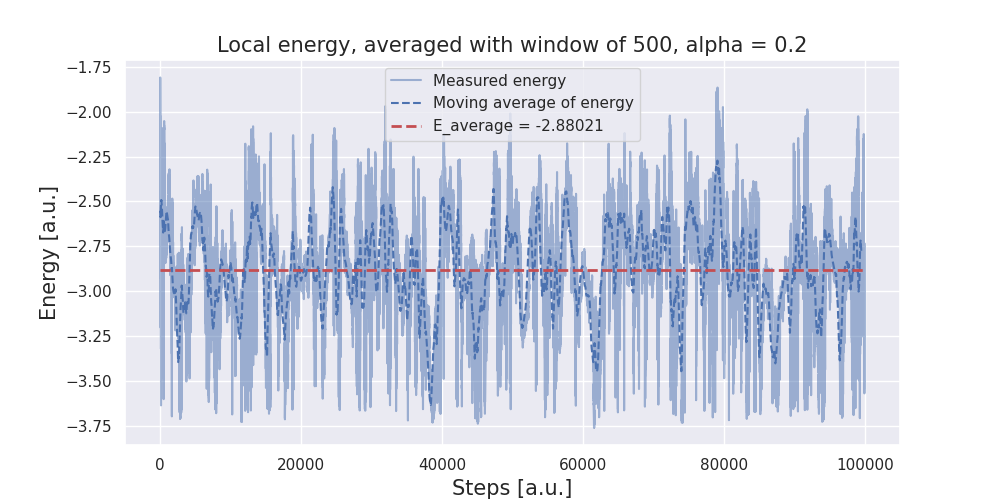 Local energy, averaged with window of 500, alpha = 0.2
Measured energy
Moving average of energy
E_average = -2.88021
Energy [a.u.]
−1.75
−2.00
−2.25
−2.50
−2.75
−3.00
−3.25
−3.50
−3.75
0
20000
40000
60000
80000
100000
Steps [a.u.]